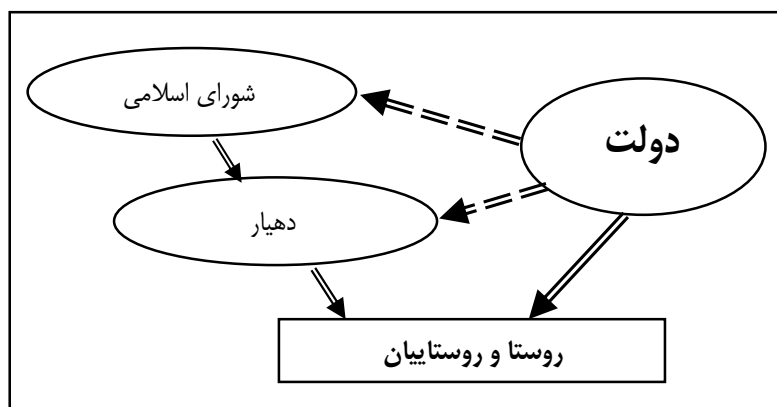 شورای اسلامی
دولت
دهیار
روستا و روستاییان